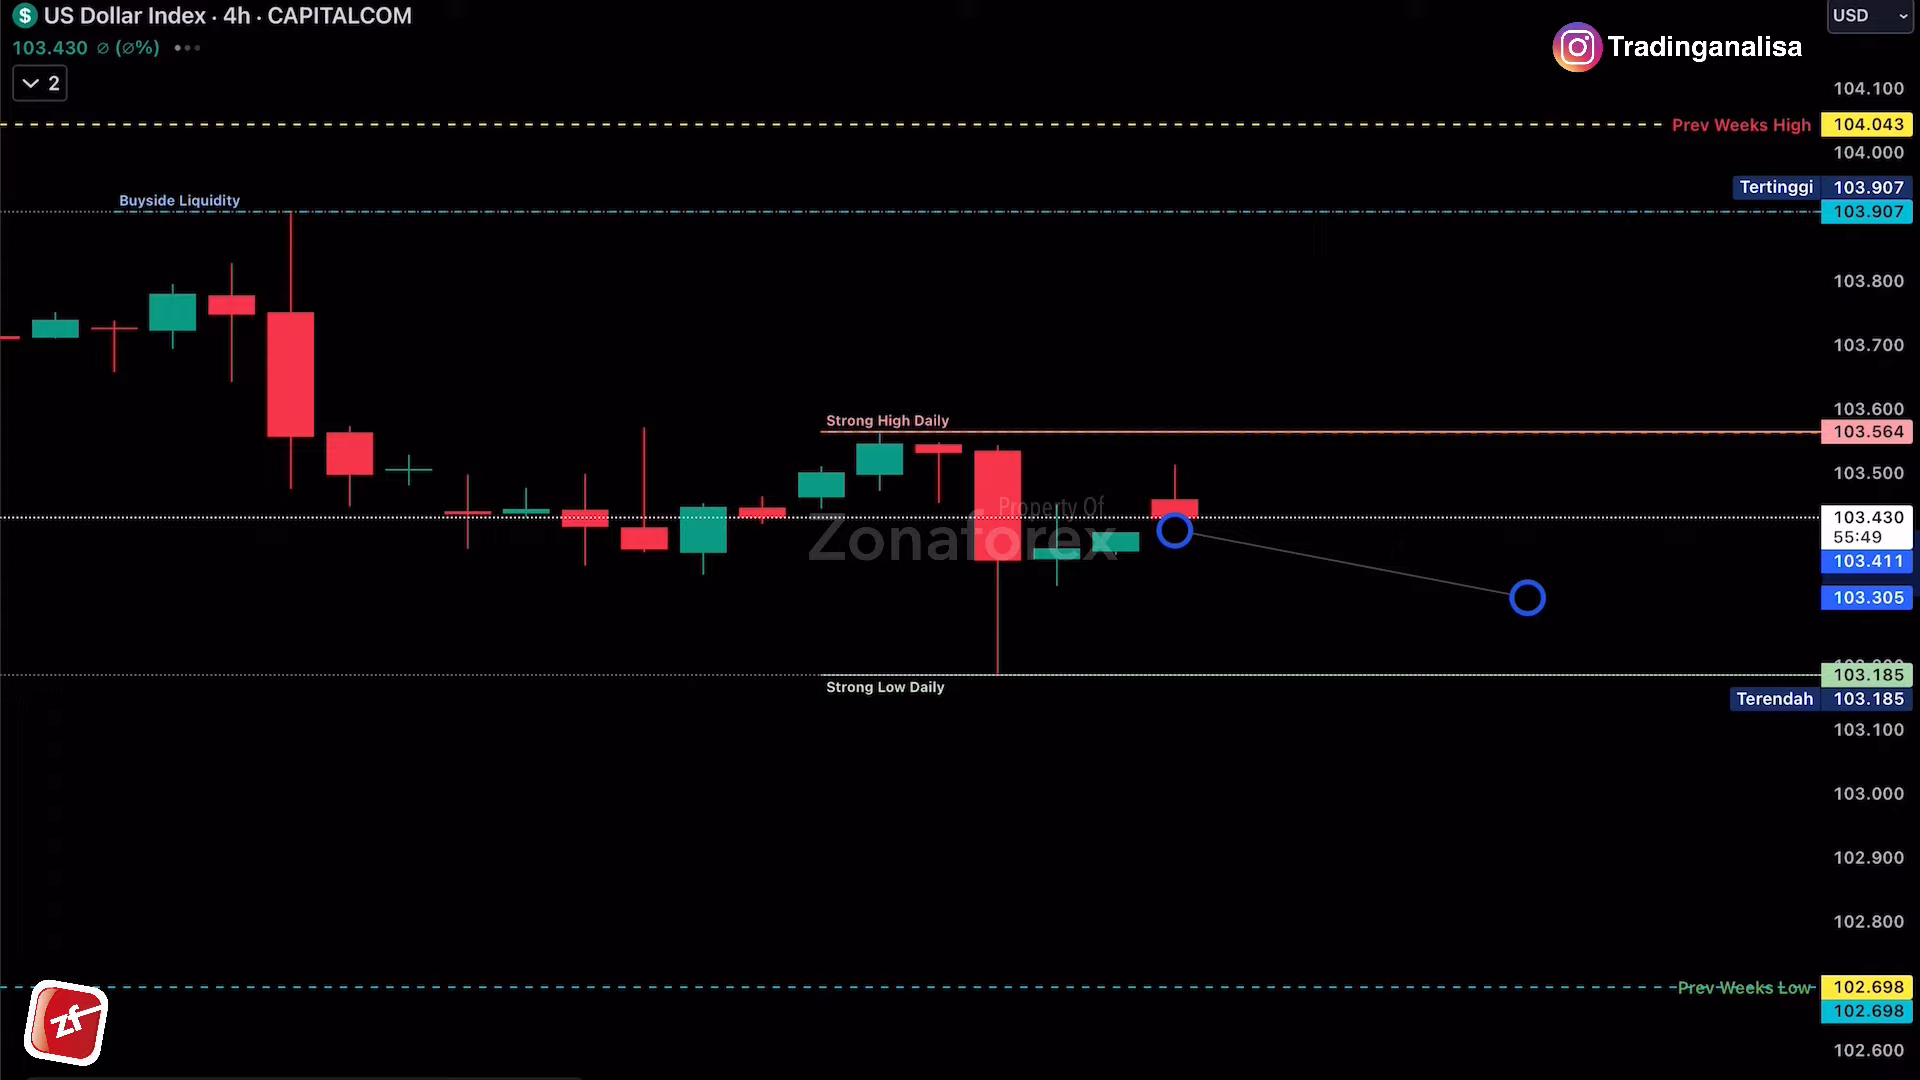 $ US Dollar Index · 4h · CAPITALCOM
USD
103.430 ∅ (∅%)
Tradinganalisa
2
104.100
Prev Weeks High 104.043
104.000
Tertinggi 103.907
Buyside Liquidity
103.907
103.800
103.700
103.600
Strong High Daily
103.564
103.500
Property Of
Zonaforex
103.430
55:49
103.411
103.305
103.185
Strong Low Daily
Terendah 103.185
103.100
103.000
102.900
102.800
Prev Weeks Low 102.698
102.698
zf
102.600